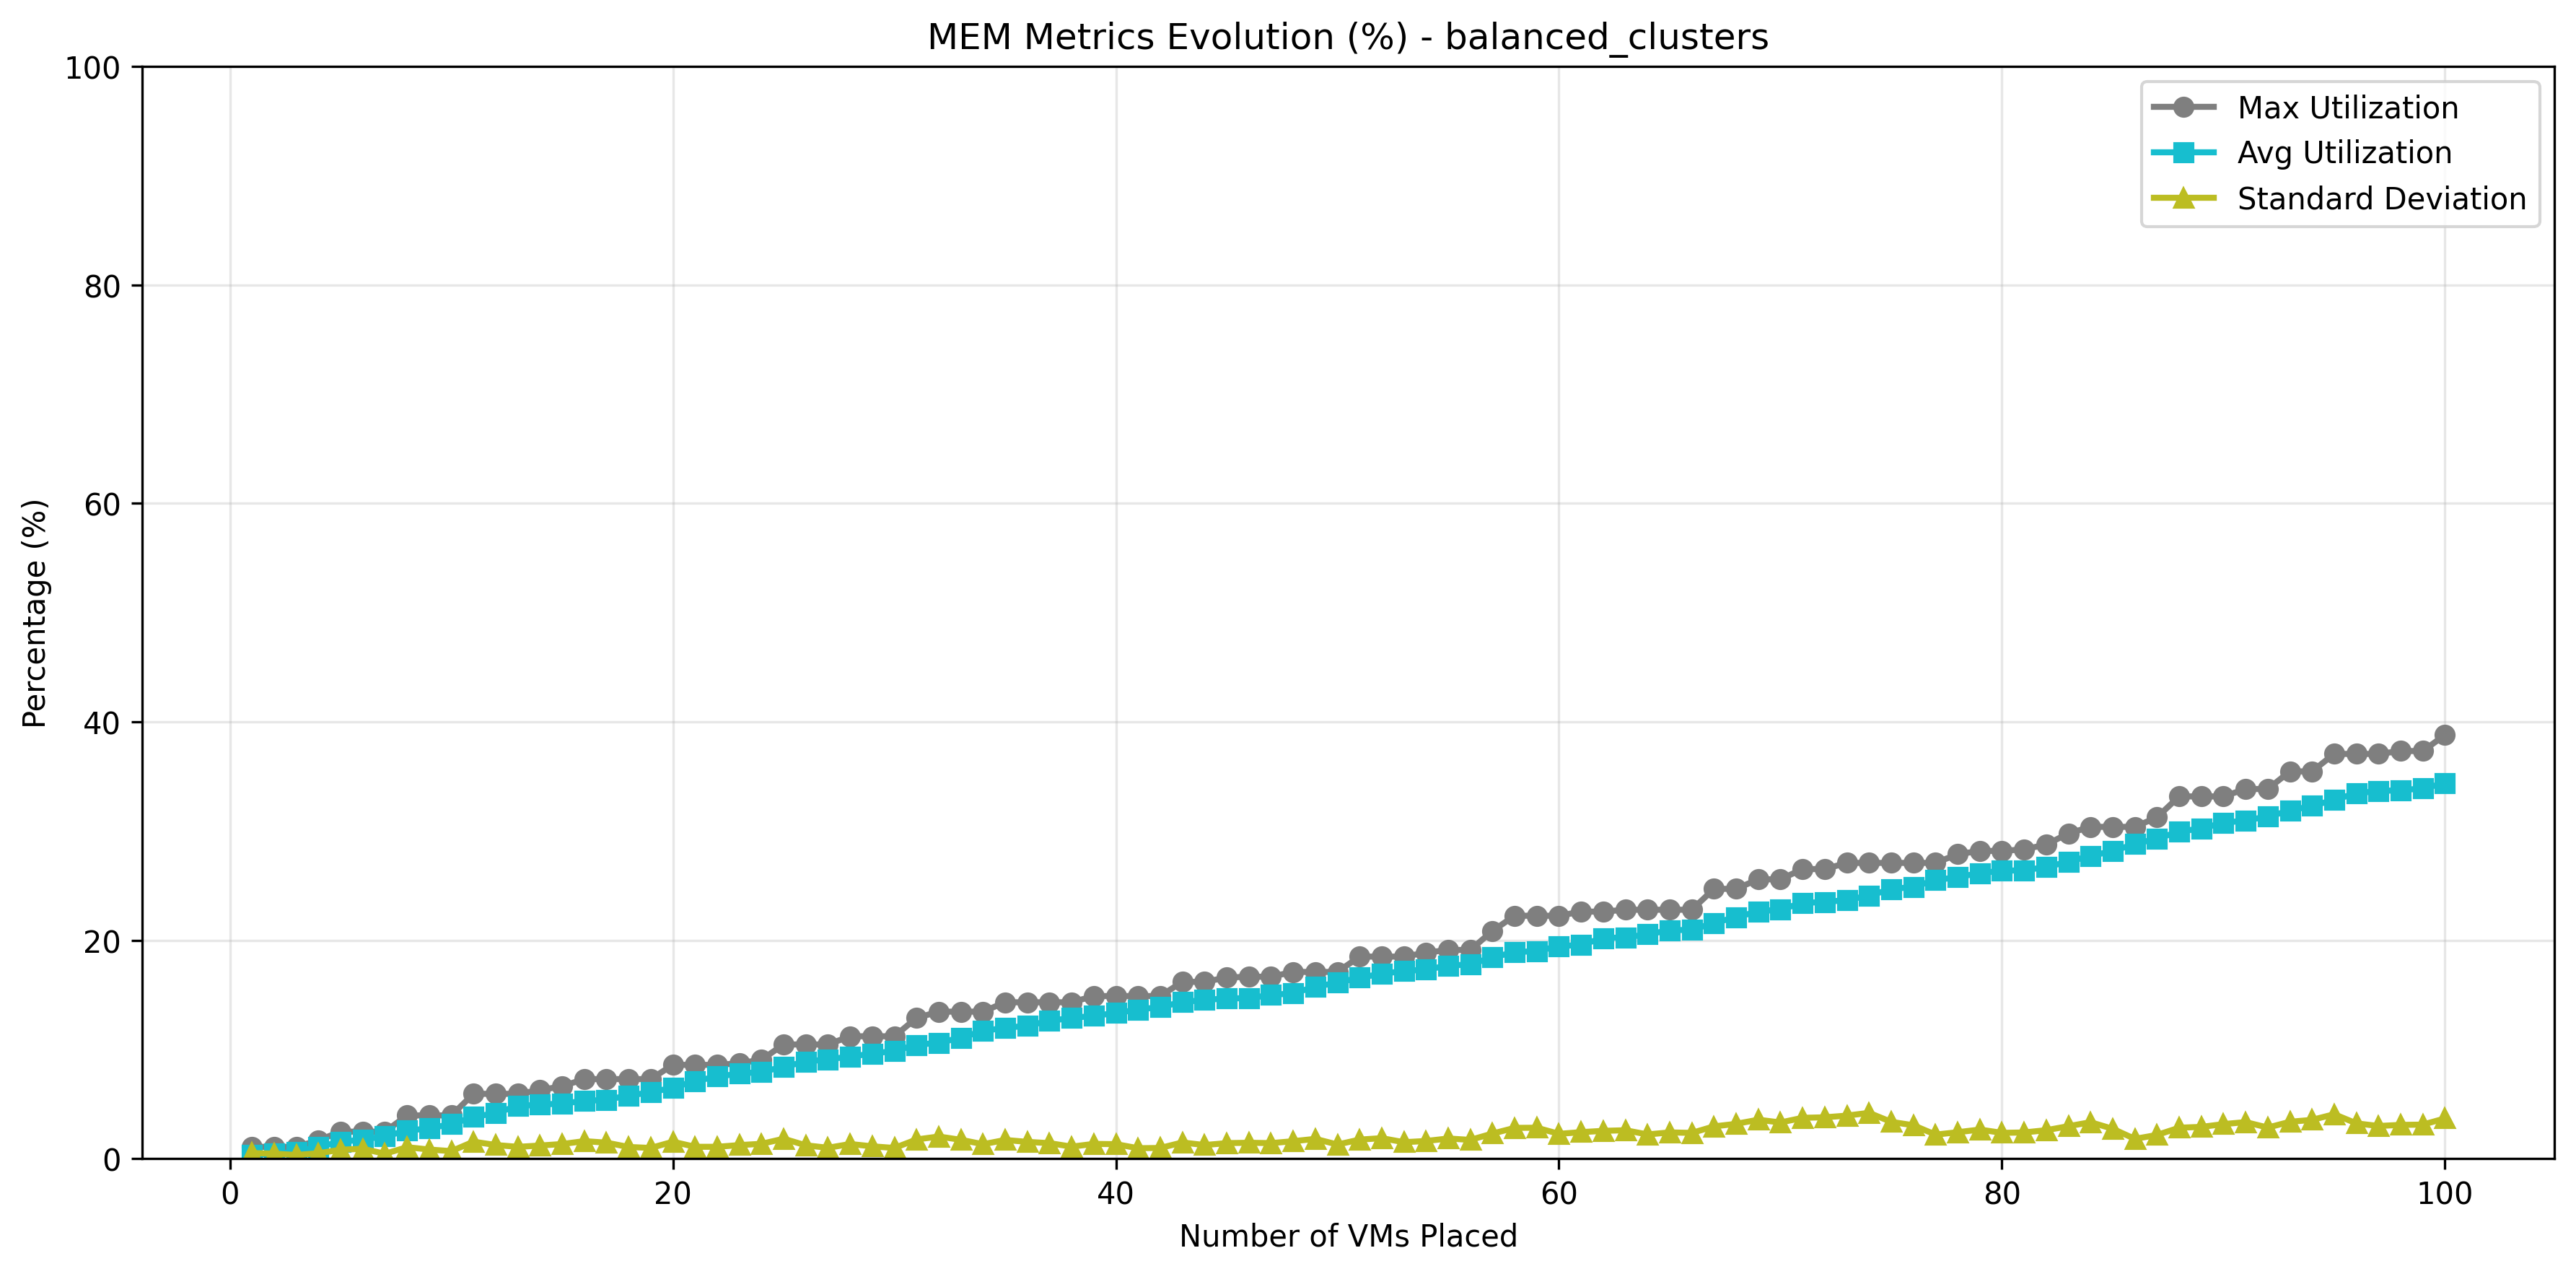 MEM Metrics Evolution (%) - balanced_clusters
100
80
60
40
20
0
Percentage (%)
Max Utilization
Avg Utilization
Standard Deviation
0 20 40 60 80 100
Number of VMs Placed